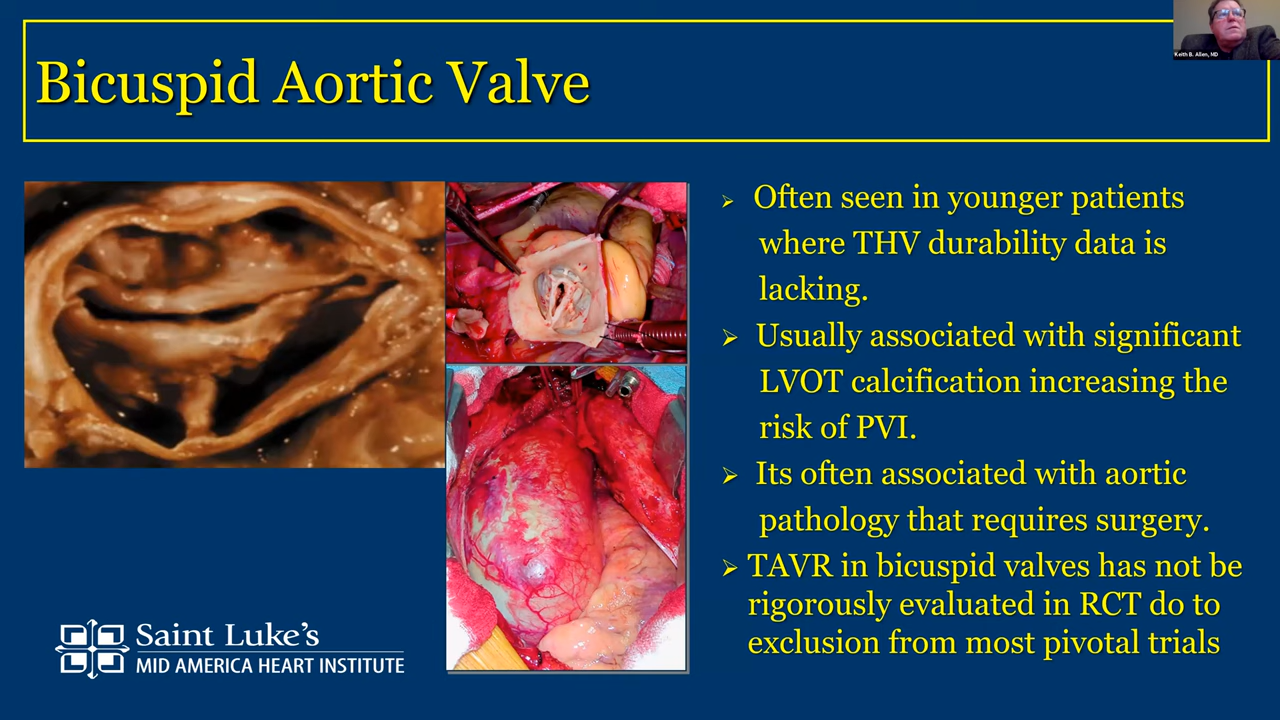 Keith B. Allen, MD
Bicuspid Aortic Valve
Often seen in younger patients
where THV durability data is
lacking.
Usually associated with significant
LVOT calcification increasing the
risk of PVI.
Its often associated with aortic
pathology that requires surgery.
TAVR in bicuspid valves has not be
rigorously evaluated in RCT do to
exclusion from most pivotal trials
Saint Luke's
MID AMERICA HEART INSTITUTE